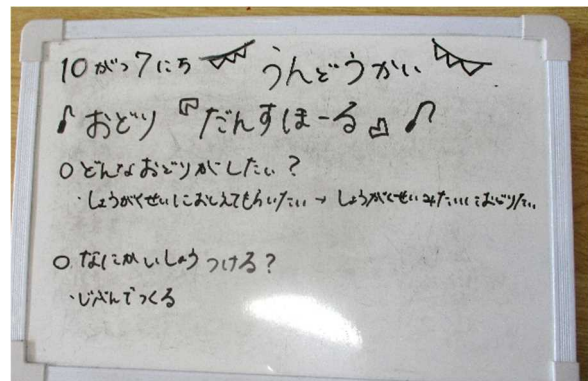 10がつ7にち うんどうかい
♪おどり『だんすほーる』♪
○どんなおどりがしたい?
・しょうがくせいにおしえてもらいたい→しょうがくせいみたいにおどりたい
○なにかいしょうつける?
・じぶんでつくる